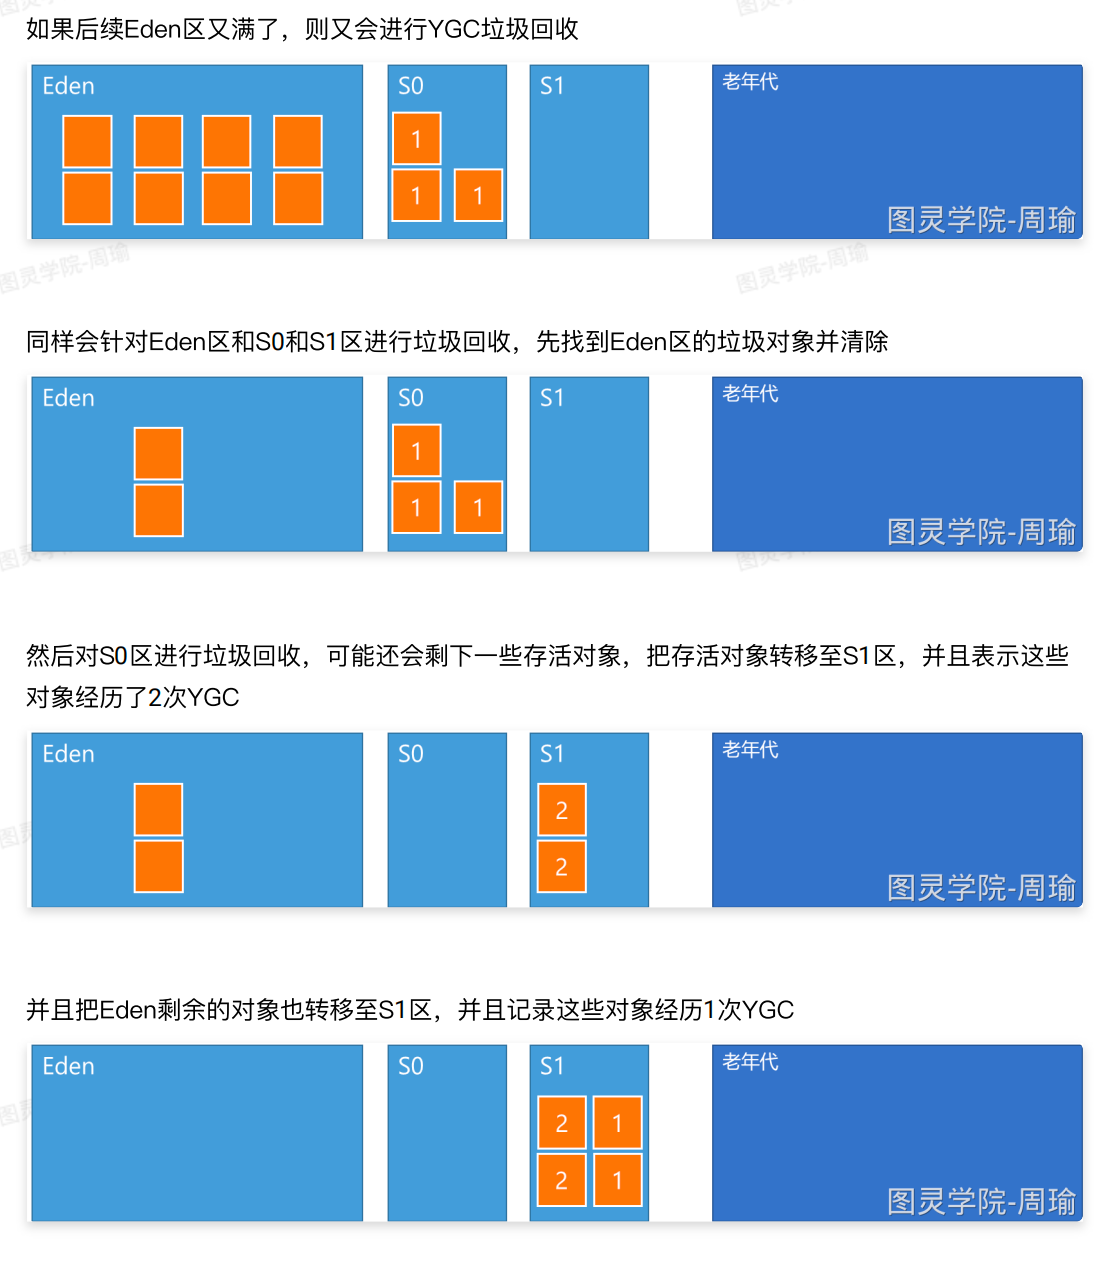 如果后续Eden区又满了，则又会进行YGC垃圾回收
Eden S0 S1 老年代
1
1 1
图灵学院-周瑜
图灵学院-周瑜 图灵学院-周瑜
同样会针对Eden区和S0和S1区进行垃圾回收，先找到Eden区的垃圾对象并清除
Eden S0 S1 老年代
1
1 1
图灵学院-周瑜
然后对S0区进行垃圾回收，可能还会剩下一些存活对象，把存活对象转移至S1区，并且表示这些
对象经历了2次YGC
Eden S0 S1 老年代
2
2
图灵学院-周瑜
并且把Eden剩余的对象也转移至S1区，并且记录这些对象经历1次YGC
Eden S0 S1 老年代
2 1
2 1
图灵学院-周瑜